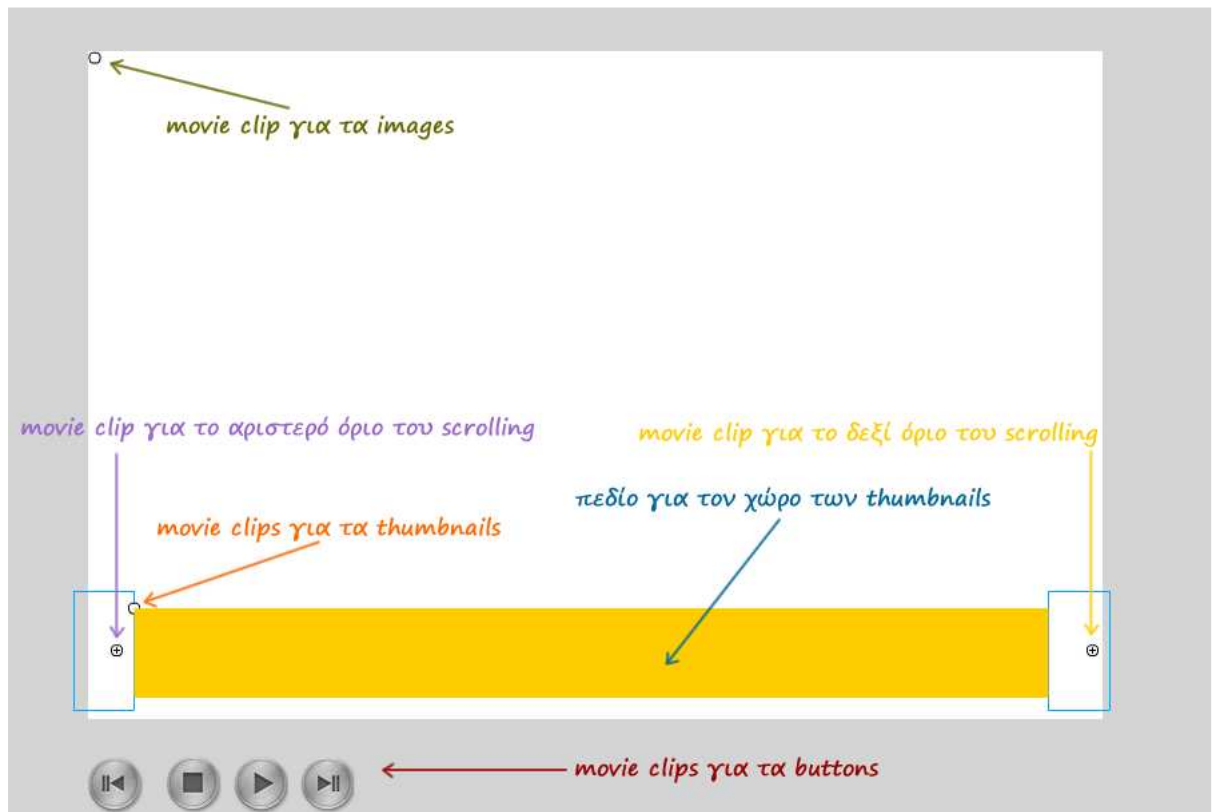 movie clip για τα images
movie clip για το αριστερό όριο του scrolling
movie clip για το δεξί όριο του scrolling
πεδίο για τον χώρο των thumbnails
movie clips για τα thumbnails
movie clips για τα buttons